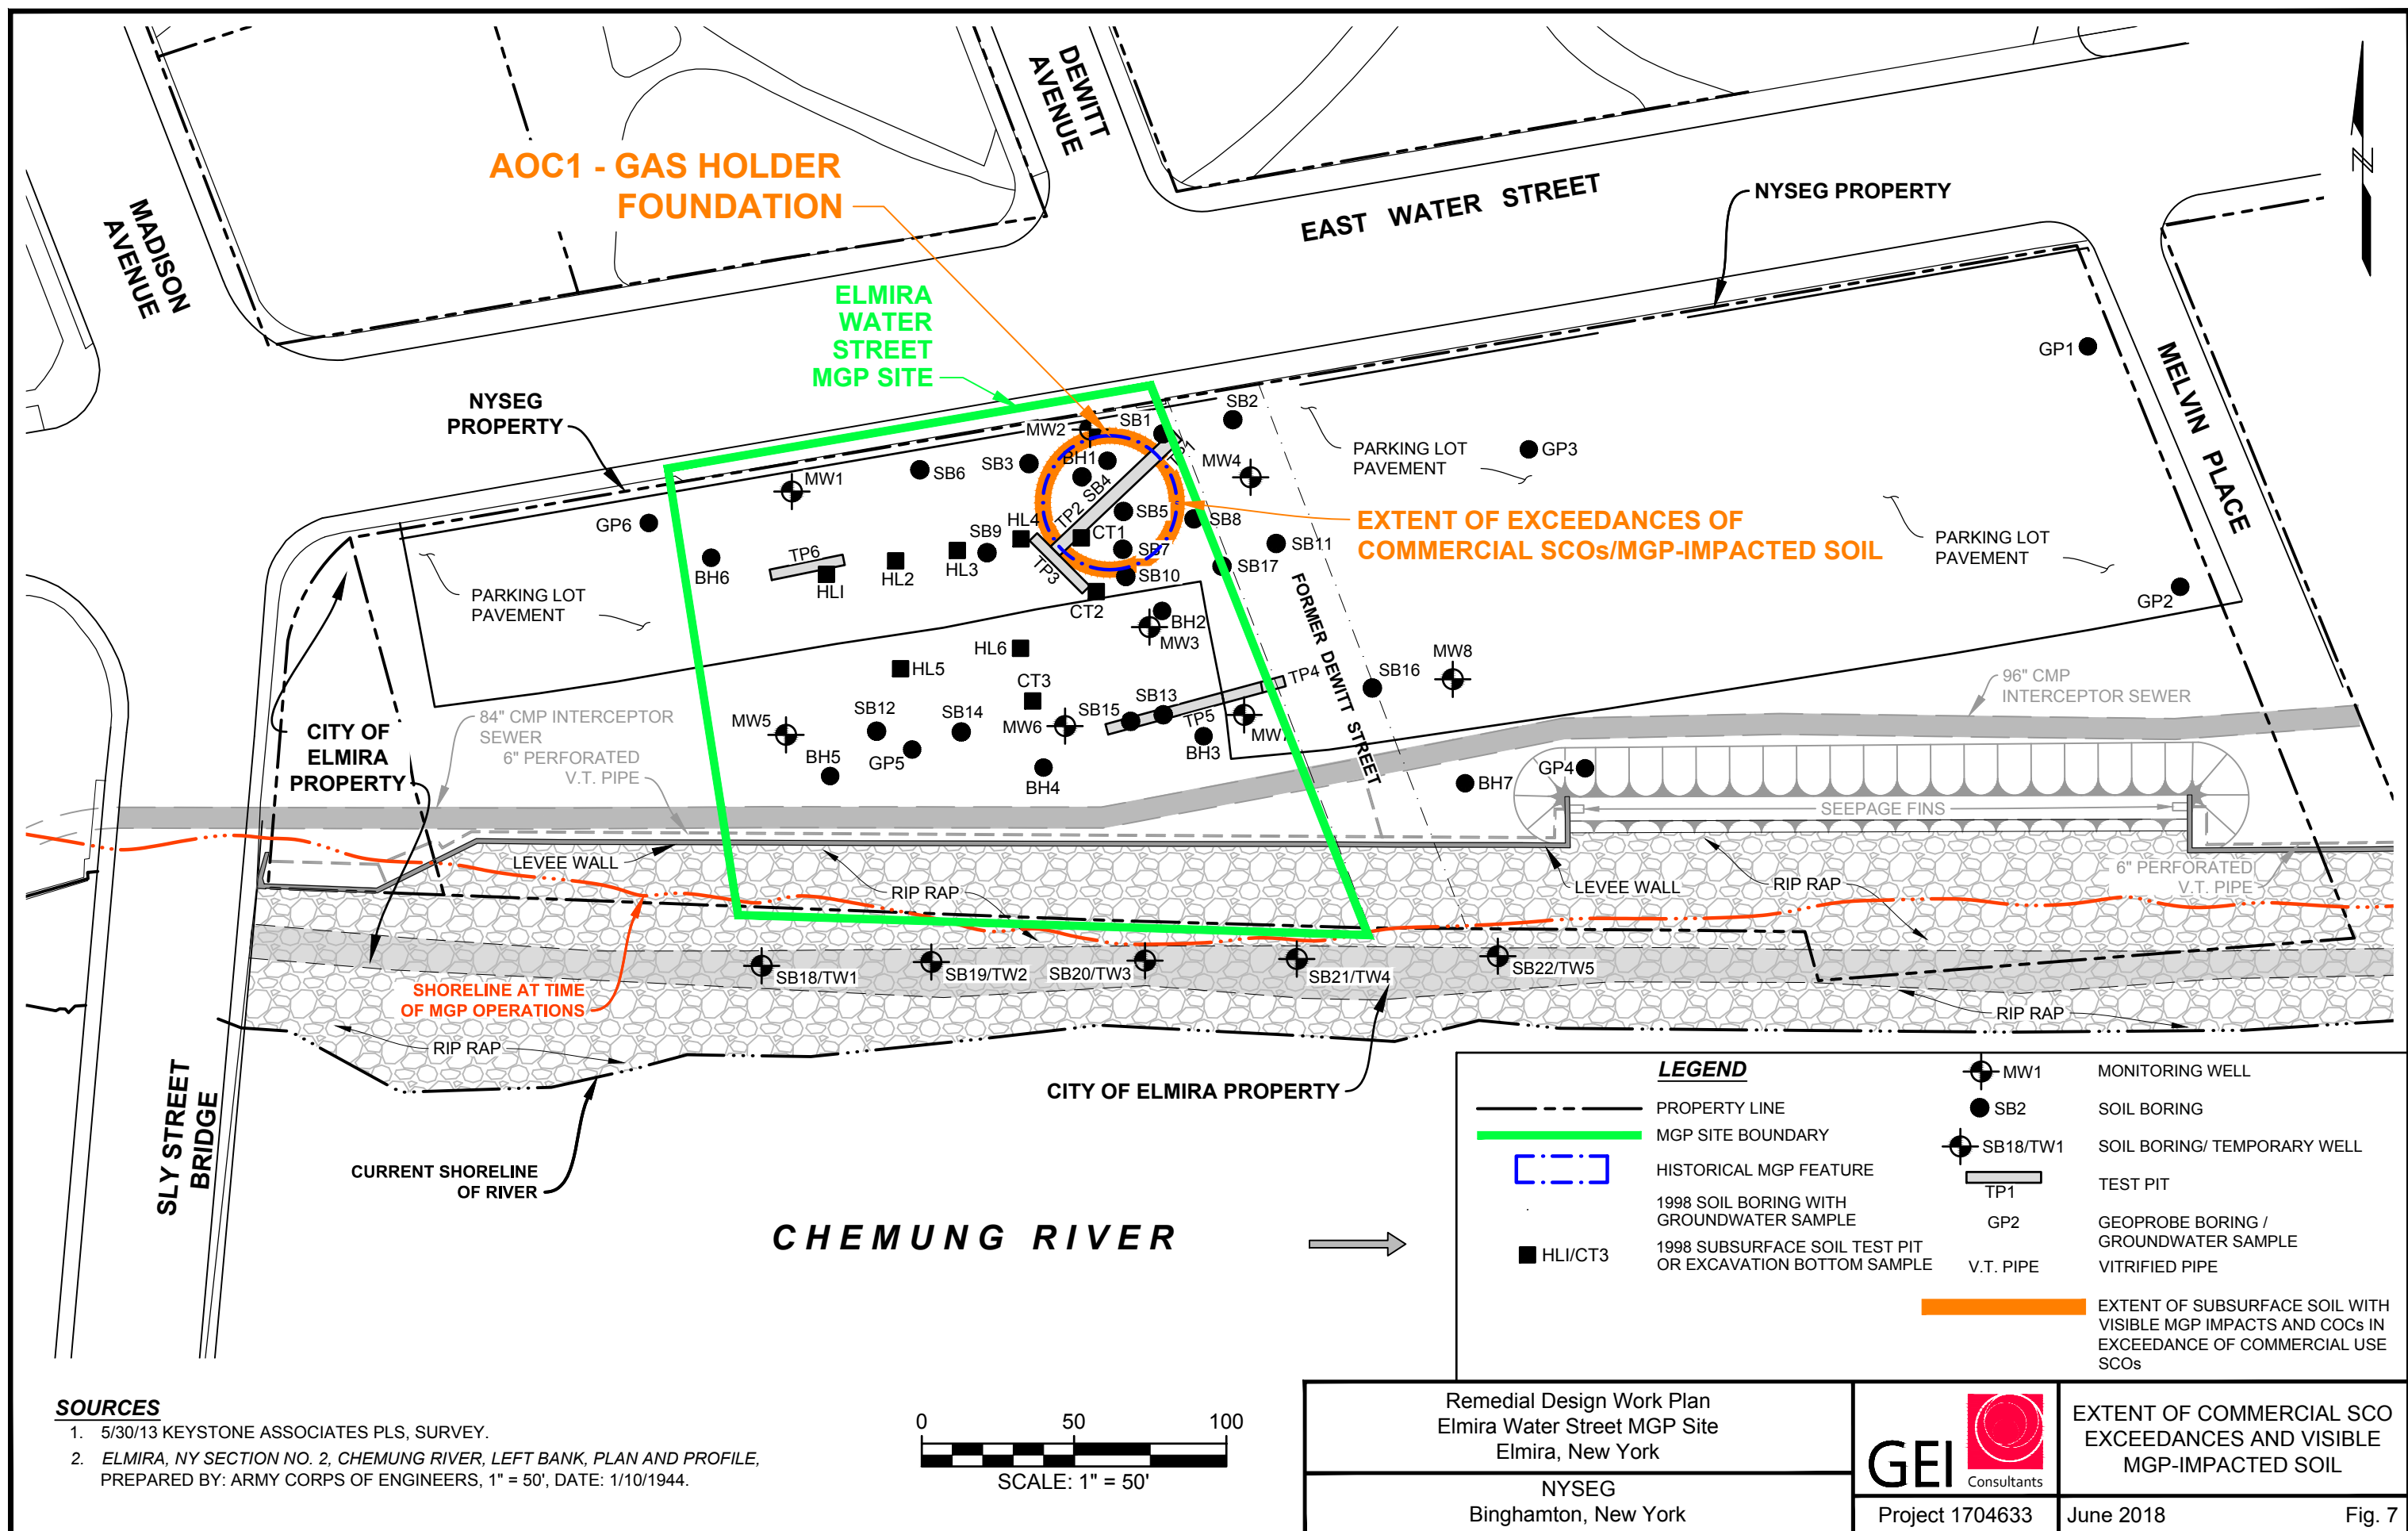 MADISON
AVENUE
DEWITT
AVENUE
EAST WATER STREET
NYSEG PROPERTY
N
AOC1 - GAS HOLDER
FOUNDATION
ELMIRA
WATER
STREET
MGP SITE
NYSEG
PROPERTY
MELVIN PLACE
GP1
SB2
SB1
MW2
BH1
TP1
SB3
SB6
MW1
MW4
GP3
PARKING LOT
PAVEMENT
SB4
TP2
SB5
SB8
GP6
HL4
CT1
SB9
SB7
SB11
EXTENT OF EXCEEDANCES OF
COMMERCIAL SCOs/MGP-IMPACTED SOIL
PARKING LOT
PAVEMENT
TP6
BH6
HLI
HL2
HL3
TP3
SB10
SB17
CT2
GP2
PARKING LOT
PAVEMENT
BH2
MW3
FORMER DEWITT STREET
HL6
HL5
MW8
CT3
TP4
SB16
96" CMP
INTERCEPTOR SEWER
84" CMP INTERCEPTOR
SEWER
6" PERFORATED
V.T. PIPE
MW5
SB12
SB14
MW6
SB15
SB13
TP5
MW7
BH3
CITY OF
ELMIRA
PROPERTY
BH5
GP5
BH4
BH7
GP4
SEEPAGE FINS
LEVEE WALL
RIP RAP
LEVEE WALL
RIP RAP
6" PERFORATED
V.T. PIPE
SB18/TW1
SB19/TW2
SB20/TW3
SB21/TW4
SB22/TW5
SHORELINE AT TIME
OF MGP OPERATIONS
RIP RAP
RIP RAP
CITY OF ELMIRA PROPERTY
SLY STREET
BRIDGE
CURRENT SHORELINE
OF RIVER
CHEMUNG RIVER
LEGEND
PROPERTY LINE
MGP SITE BOUNDARY
HISTORICAL MGP FEATURE
1998 SOIL BORING WITH
GROUNDWATER SAMPLE
HLI/CT3
1998 SUBSURFACE SOIL TEST PIT
OR EXCAVATION BOTTOM SAMPLE
MW1
MONITORING WELL
SB2
SOIL BORING
SB18/TW1
SOIL BORING/ TEMPORARY WELL
TP1
TEST PIT
GP2
GEOPROBE BORING /
GROUNDWATER SAMPLE
V.T. PIPE
VITRIFIED PIPE
EXTENT OF SUBSURFACE SOIL WITH
VISIBLE MGP IMPACTS AND COCs IN
EXCEEDANCE OF COMMERCIAL USE
SCOs
SOURCES
1. 5/30/13 KEYSTONE ASSOCIATES PLS, SURVEY.
2. ELMIRA, NY SECTION NO. 2, CHEMUNG RIVER, LEFT BANK, PLAN AND PROFILE,
PREPARED BY: ARMY CORPS OF ENGINEERS, 1" = 50', DATE: 1/10/1944.
0 50 100
SCALE: 1" = 50'
Remedial Design Work Plan
Elmira Water Street MGP Site
Elmira, New York
NYSEG
Binghamton, New York
GEI
Consultants
Project 1704633
EXTENT OF COMMERCIAL SCO
EXCEEDANCES AND VISIBLE
MGP-IMPACTED SOIL
June 2018
Fig. 7